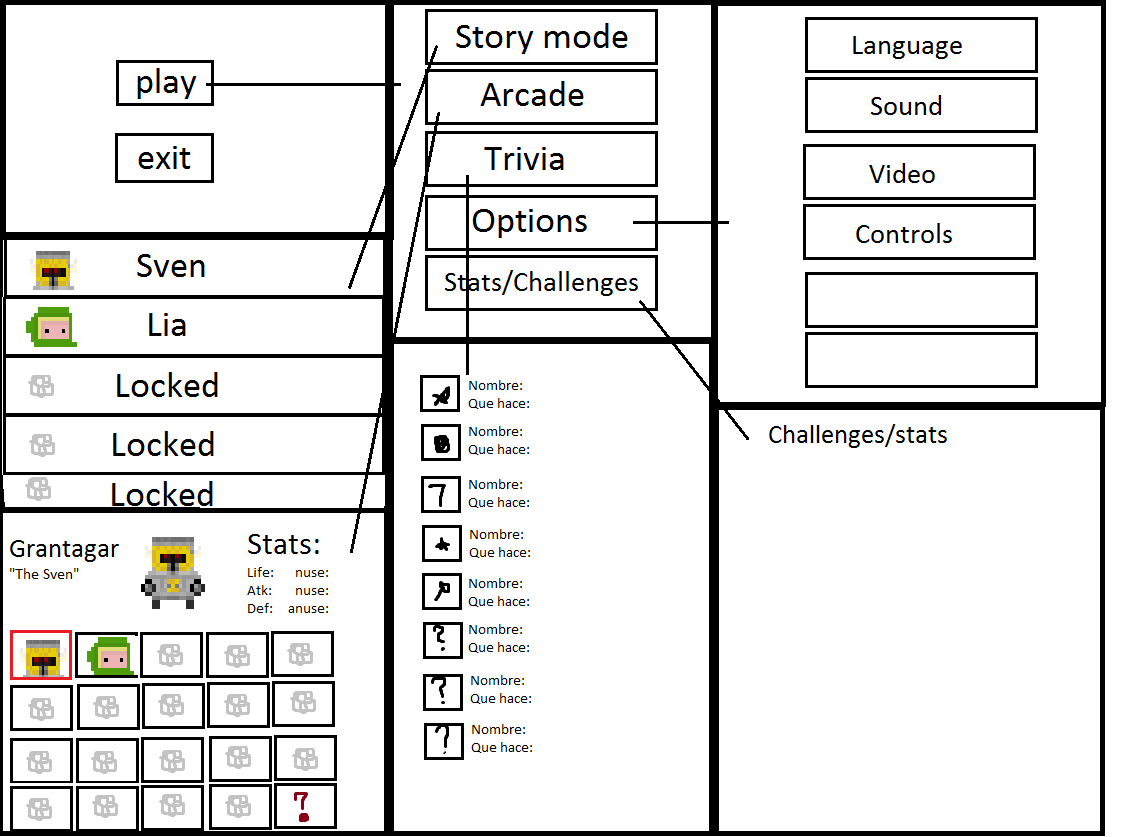 play
exit
Story mode
Arcade
Trivia
Options
Stats/Challenges
Language
Sound
Video
Controls
Sven
Lia
Locked
Locked
Locked
Grantagar
"The Sven"
Stats:
Life: nuse:
Atk: nuse:
Def: anuse:
?
Nombre:
Que hace:
Nombre:
Que hace:
7
Nombre:
Que hace:
Nombre:
Que hace:
Nombre:
Que hace:
?
Nombre:
Que hace:
?
Nombre:
Que hace:
?
Nombre:
Que hace:
Challenges/stats